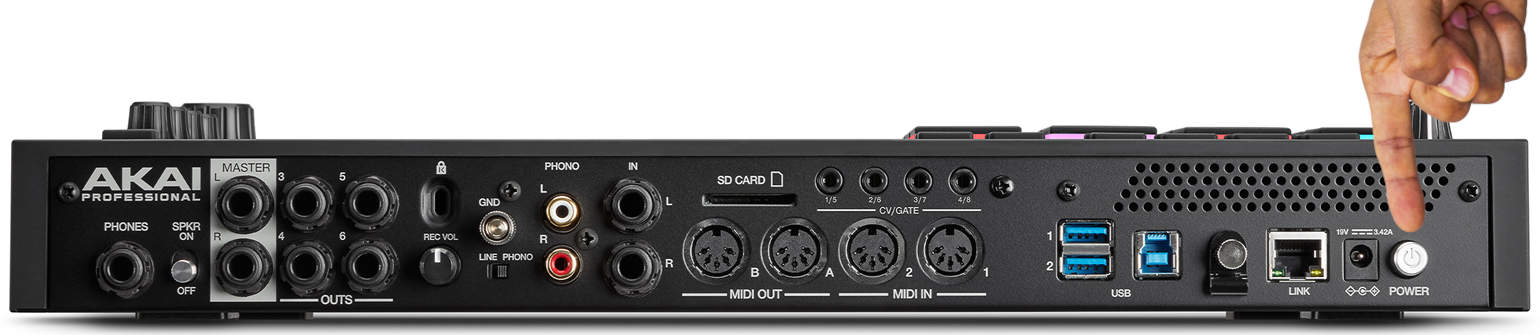 AKAI
PROFESSIONAL
PHONES
SPKR
ON
OFF
MASTER
L
R
3
5
4
6
OUTS
REC VOL
GND
LINE PHONO
PHONO
L
R
IN
L
R
SD CARD
1/5
2/6
3/7
4/8
CV/GATE
B
A
MIDI OUT
2
1
MIDI IN
1
2
USB
LINK
19V 3.42A
POWER